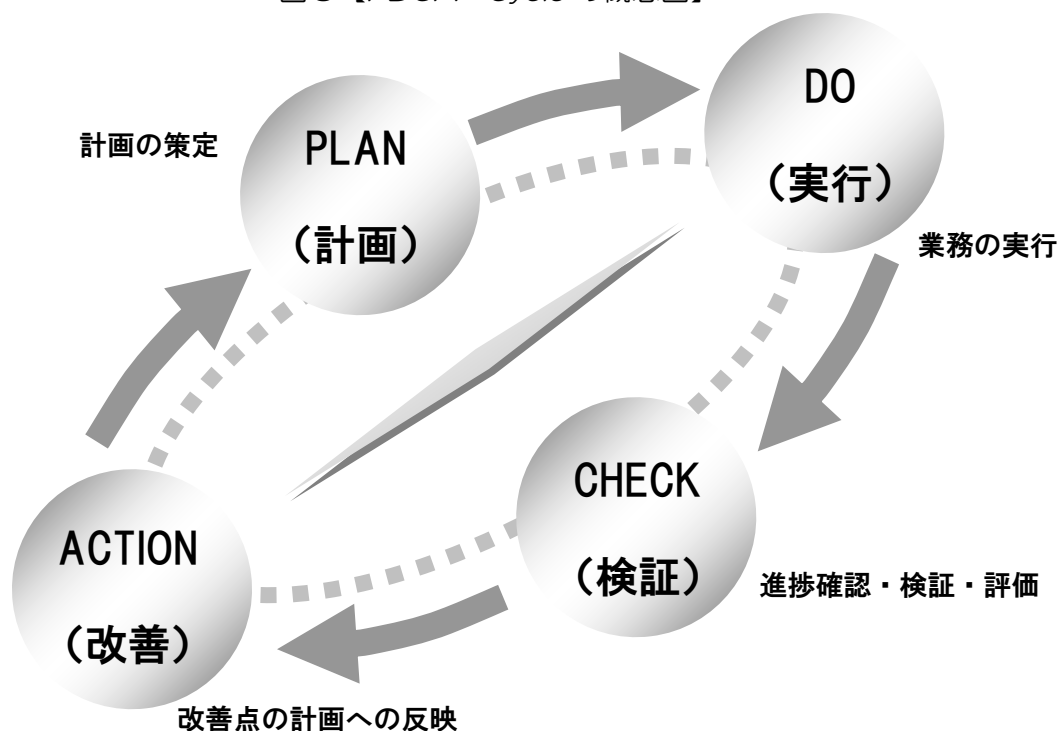 PLAN
（計画）
計画の策定
DO
（実行）
業務の実行
CHECK
（検証）
進捗確認・検証・評価
ACTION
（改善）
改善点の計画への反映